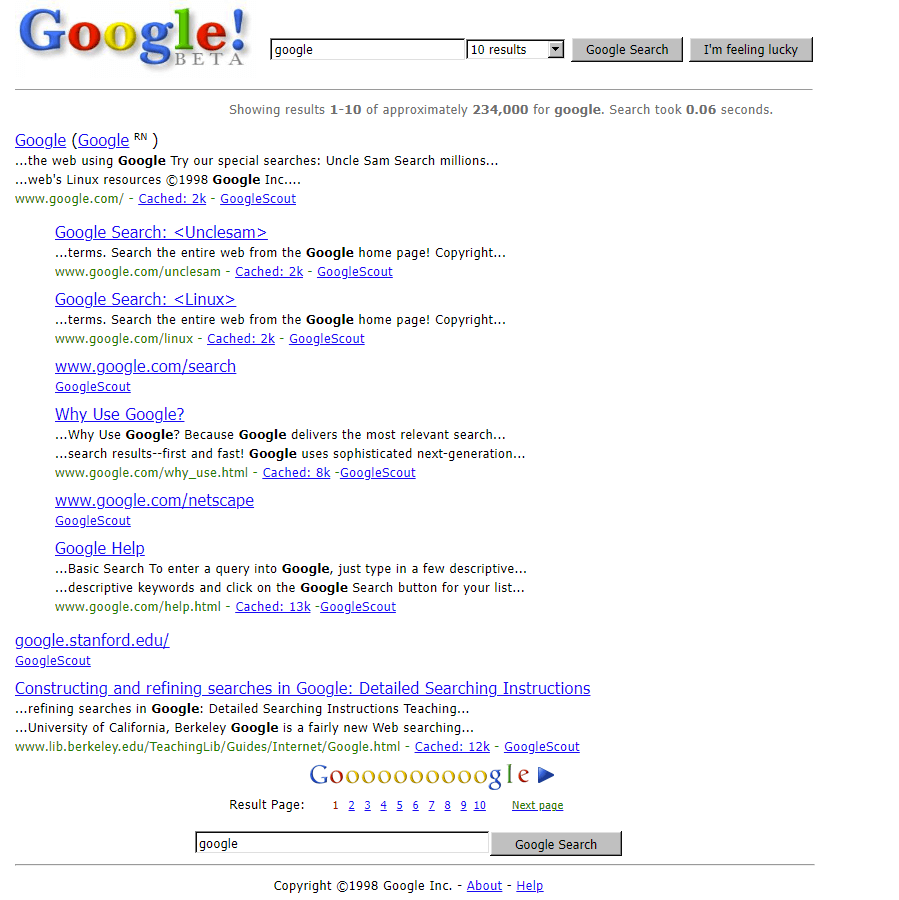 Google!
BETA
google 10 results Google Search I'm feeling lucky
Showing results 1-10 of approximately 234,000 for google. Search took 0.06 seconds.
Google (Google RN )
...the web using Google Try our special searches: Uncle Sam Search millions...
...web's Linux resources ©1998 Google Inc....
www.google.com/ - Cached: 2k - GoogleScout
Google Search: <Unclesam>
...terms. Search the entire web from the Google home page! Copyright...
www.google.com/unclesam - Cached: 2k - GoogleScout
Google Search: <Linux>
...terms. Search the entire web from the Google home page! Copyright...
www.google.com/linux - Cached: 2k - GoogleScout
www.google.com/search
GoogleScout
Why Use Google?
...Why Use Google? Because Google delivers the most relevant search...
...search results--first and fast! Google uses sophisticated next-generation...
www.google.com/why_use.html - Cached: 8k -GoogleScout
www.google.com/netscape
GoogleScout
Google Help
...Basic Search To enter a query into Google, just type in a few descriptive...
...descriptive keywords and click on the Google Search button for your list...
www.google.com/help.html - Cached: 13k -GoogleScout
google.stanford.edu/
GoogleScout
Constructing and refining searches in Google: Detailed Searching Instructions
...refining searches in Google: Detailed Searching Instructions Teaching...
...University of California, Berkeley Google is a fairly new Web searching...
www.lib.berkeley.edu/TeachingLib/Guides/Internet/Google.html - Cached: 12k - GoogleScout
Goooooooooogle
Result Page: 1 2 3 4 5 6 7 8 9 10 Next page
google Google Search
Copyright ©1998 Google Inc. - About - Help